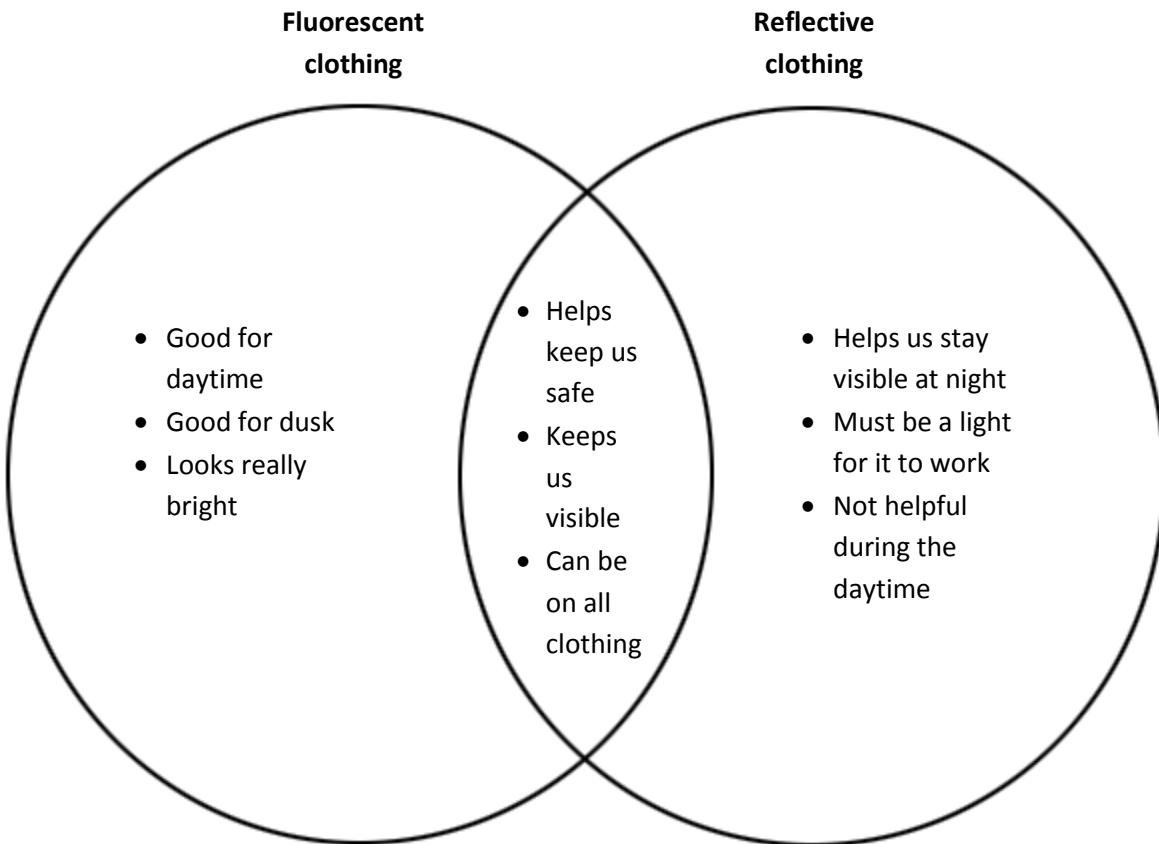 Fluorescent
clothing
Reflective
clothing
• Good for
daytime
• Good for dusk
• Looks really
bright
• Helps
keep us
safe
• Keeps
us
visible
• Can be
on all
clothing
• Helps us stay
visible at night
• Must be a light
for it to work
• Not helpful
during the
daytime